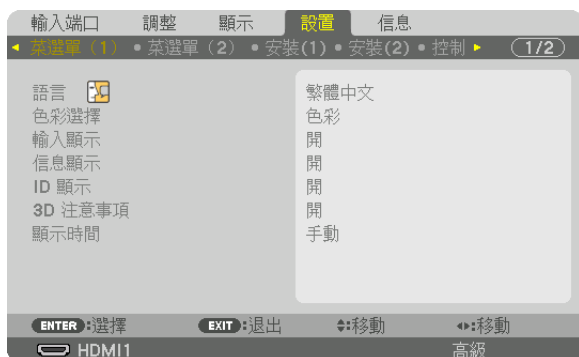 輸入端口 調整 顯示 設置 信息
菜選單（1） • 菜選單（2） • 安裝(1) • 安裝(2) • 控制 1/2
語言 繁體中文
色彩選擇 色彩
輸入顯示 開
信息顯示 開
ID 顯示 開
3D 注意事項 開
顯示時間 手動
ENTER:選擇 EXIT:退出 :移動 :移動
HDMI1 高級